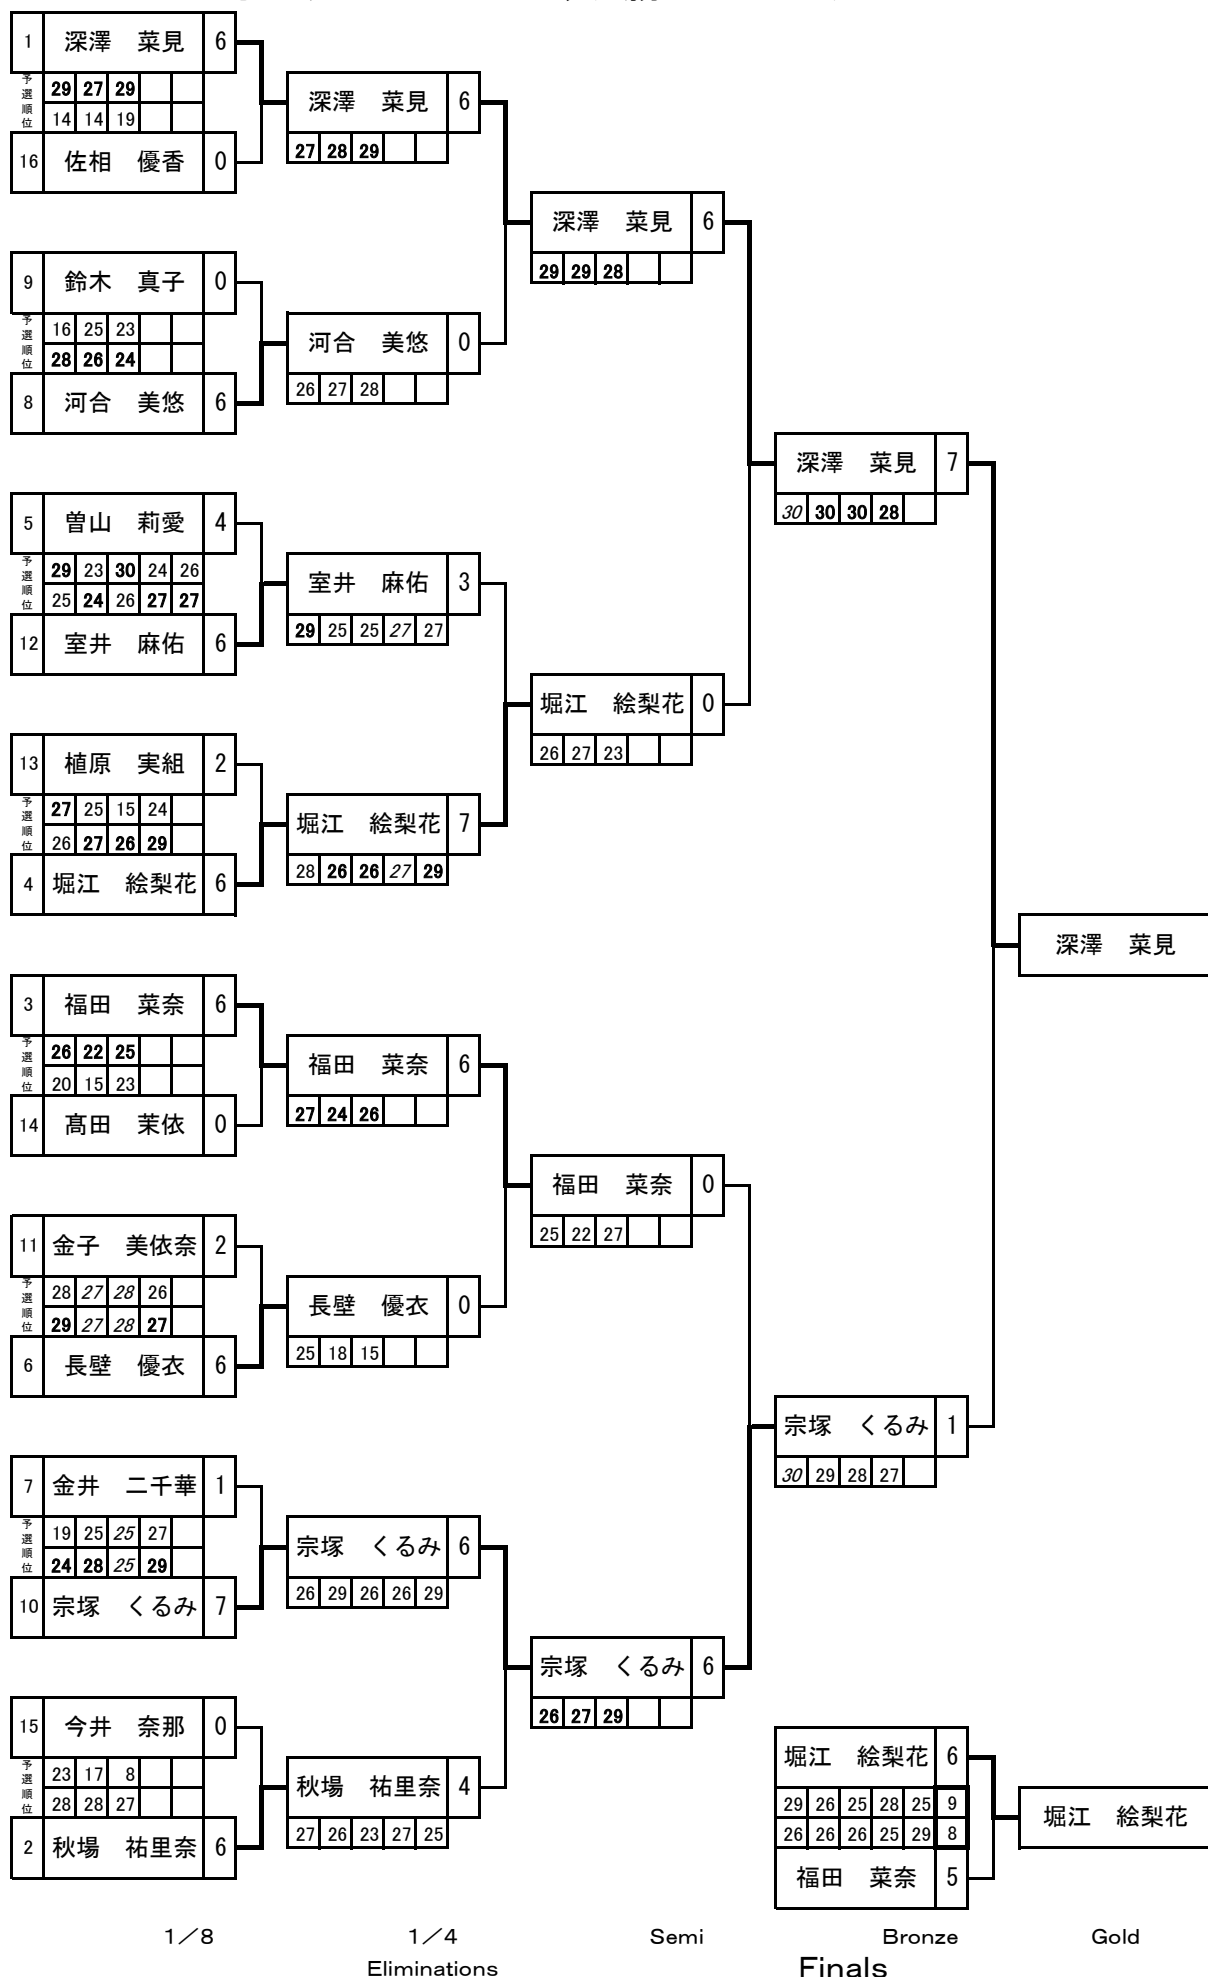 1 深澤　菜見 6
予選順位
29 27 29
14 14 19
16 佐相　優香 0
9 鈴木　真子 0
予選順位
16 25 23
28 26 24
8 河合　美悠 6
5 曽山　莉愛 4
予選順位
29 23 30 24 26
25 24 26 27 27
12 室井　麻佑 6
13 植原　実組 2
予選順位
27 25 15 24
26 27 26 29
4 堀江　絵梨花 6
3 福田　菜奈 6
予選順位
26 22 25
20 15 23
14 髙田　茉依 0
11 金子　美依奈 2
予選順位
28 27 28 26
29 27 28 27
6 長壁　優衣 6
7 金井　二千華 1
予選順位
19 25 25 27
24 28 25 29
10 宗塚　くるみ 7
15 今井　奈那 0
予選順位
23 17 8
28 28 27
2 秋場　祐里奈 6
深澤　菜見 6
27 28 29
河合　美悠 0
26 27 28
室井　麻佑 3
29 25 25 27 27
堀江　絵梨花 7
28 26 26 27 29
福田　菜奈 6
27 24 26
長壁　優衣 0
25 18 15
宗塚　くるみ 6
26 29 26 26 29
秋場　祐里奈 4
27 26 23 27 25
深澤　菜見 6
29 29 28
堀江　絵梨花 0
26 27 23
福田　菜奈 0
25 22 27
宗塚　くるみ 6
26 27 29
深澤　菜見 7
30 30 30 28
宗塚　くるみ 1
30 29 28 27
深澤　菜見
堀江　絵梨花 6
29 26 25 28 25 9
26 26 26 25 29 8
福田　菜奈 5
堀江　絵梨花
1／8 1／4 Semi Bronze Gold
Eliminations Finals